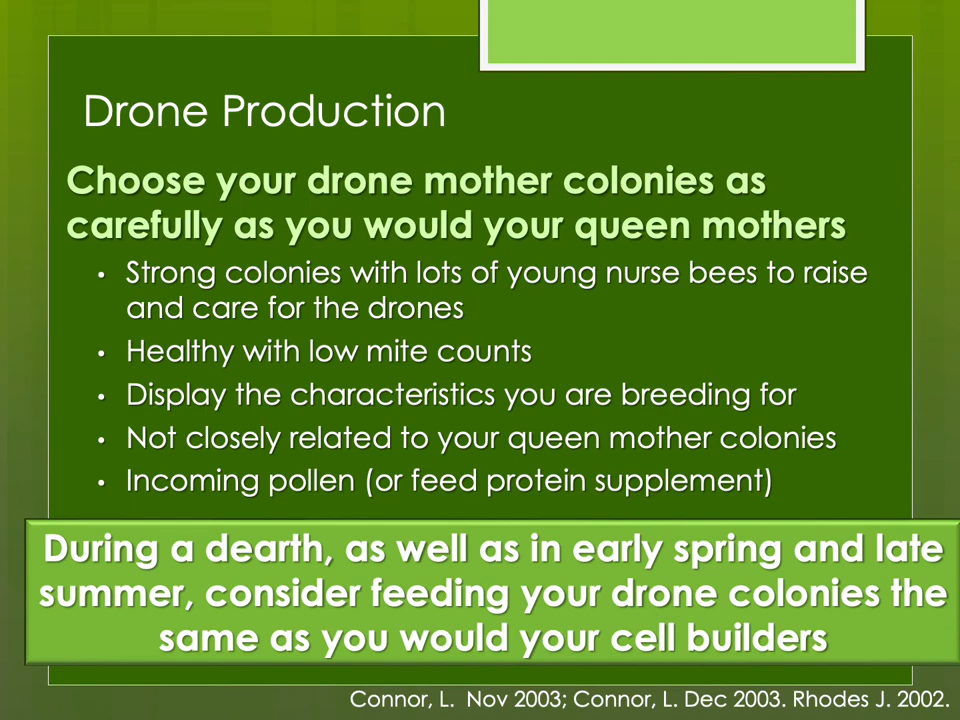 Drone Production
Choose your drone mother colonies as
carefully as you would your queen mothers
• Strong colonies with lots of young nurse bees to raise
and care for the drones
• Healthy with low mite counts
• Display the characteristics you are breeding for
• Not closely related to your queen mother colonies
• Incoming pollen (or feed protein supplement)
During a dearth, as well as in early spring and late
summer, consider feeding your drone colonies the
same as you would your cell builders
Connor, L.  Nov 2003; Connor, L. Dec 2003. Rhodes J. 2002.